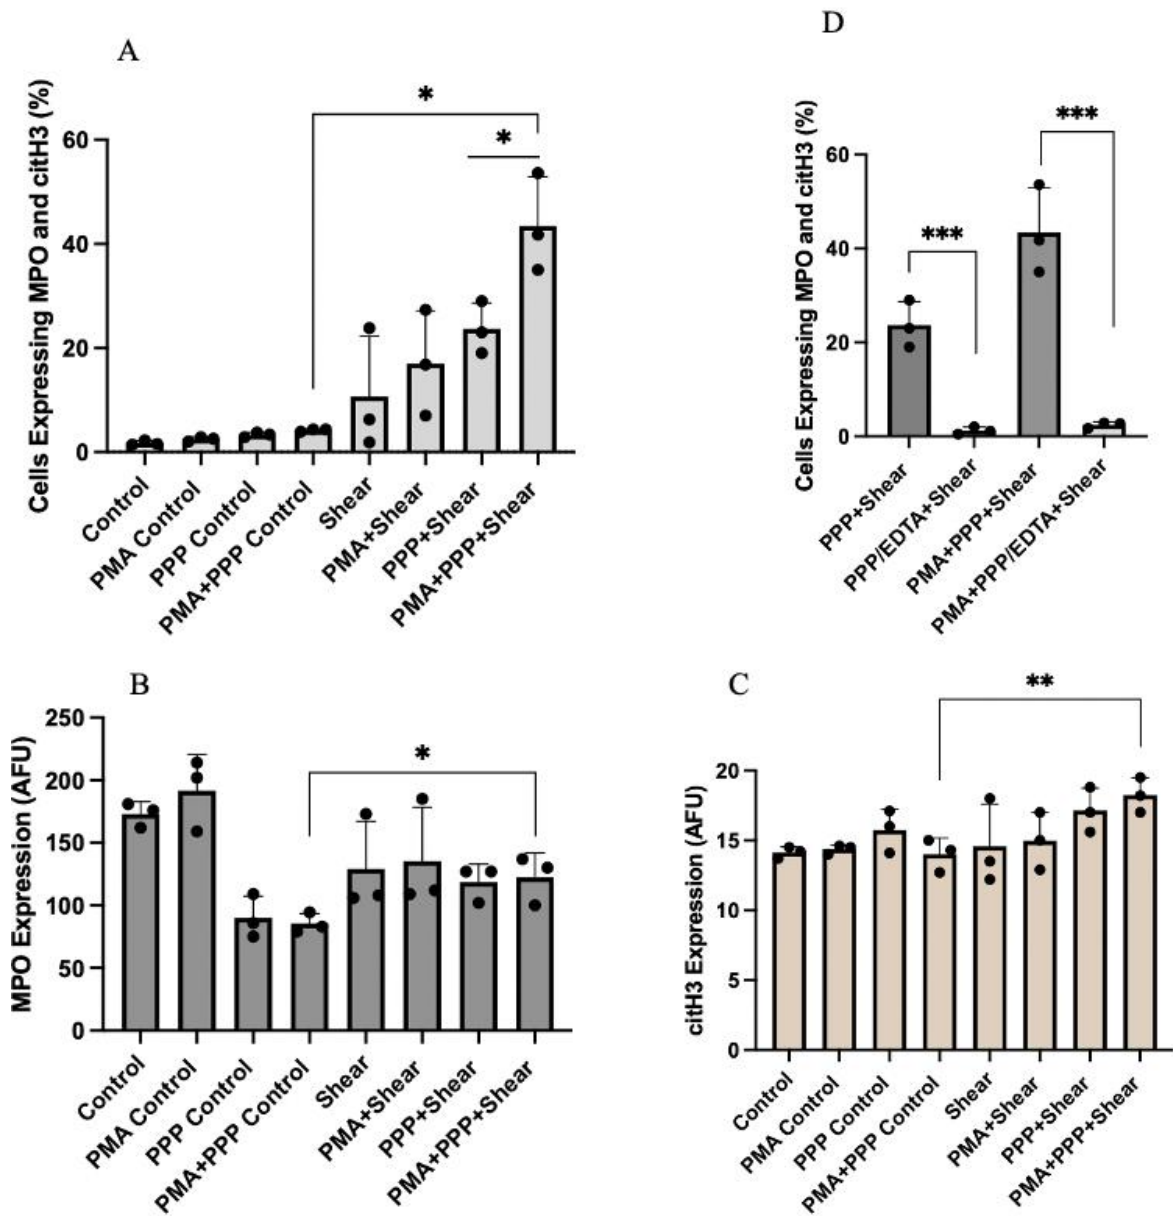 A
Cells Expressing MPO and citH3 (%)
60
40
20
0
*
*
Control
PMA Control
PPP Control
PMA+PPP Control
Shear
PMA+Shear
PPP+Shear
PMA+PPP+Shear
D
Cells Expressing MPO and citH3 (%)
60
40
20
0
***
***
PPP+Shear
PPP/EDTA+Shear
PMA+PPP+Shear
PMA+PPP/EDTA+Shear
B
MPO Expression (AFU)
250
200
150
100
50
0
*
Control
PMA Control
PPP Control
PMA+PPP Control
Shear
PMA+Shear
PPP+Shear
PMA+PPP+Shear
C
citH3 Expression (AFU)
20
15
10
5
0
**
Control
PMA Control
PPP Control
PMA+PPP Control
Shear
PMA+Shear
PPP+Shear
PMA+PPP+Shear